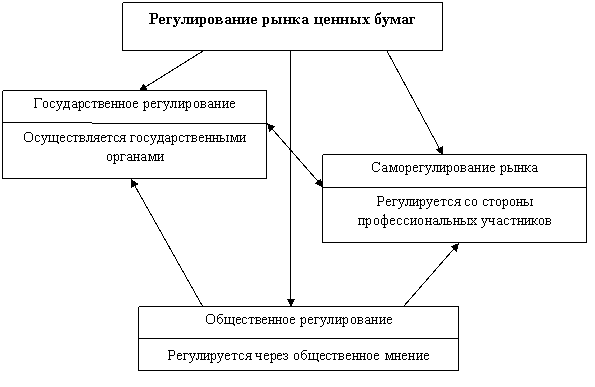 Регулирование рынка ценных бумаг
Государственное регулирование
Осуществляется государственными
органами
Саморегулирование рынка
Регулируется со стороны
профессиональных участников
Общественное регулирование
Регулируется через общественное мнение